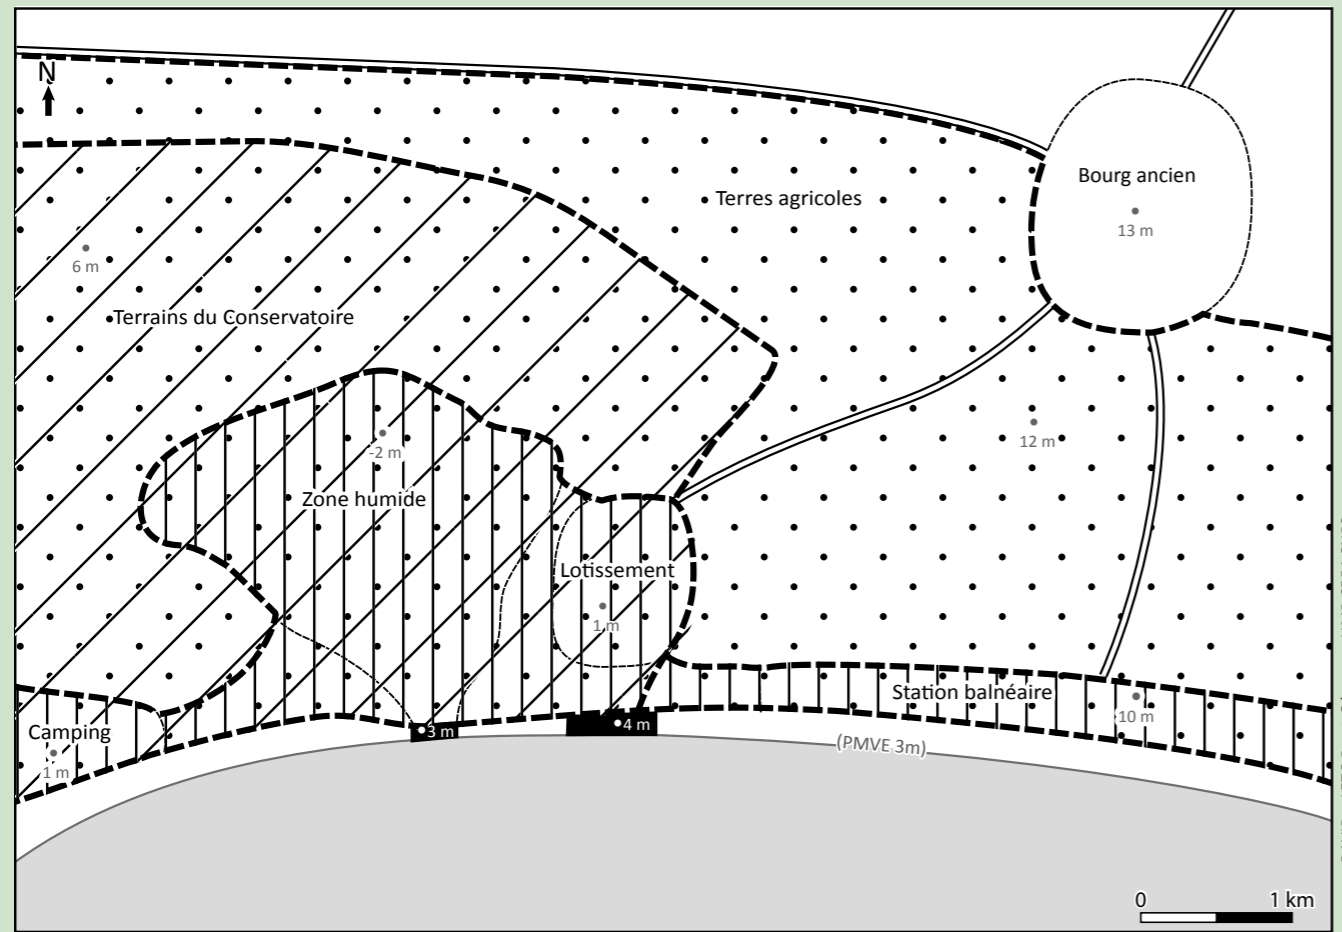 N
Bourg ancien
13 m
Terres agricoles
6 m
Terrains du Conservatoire
12 m
-2 m
Zone humide
Lotissement
1 m
Station balnéaire
10 m
Camping
1 m
3 m
4 m
(PMVE 3m)
0 1 km